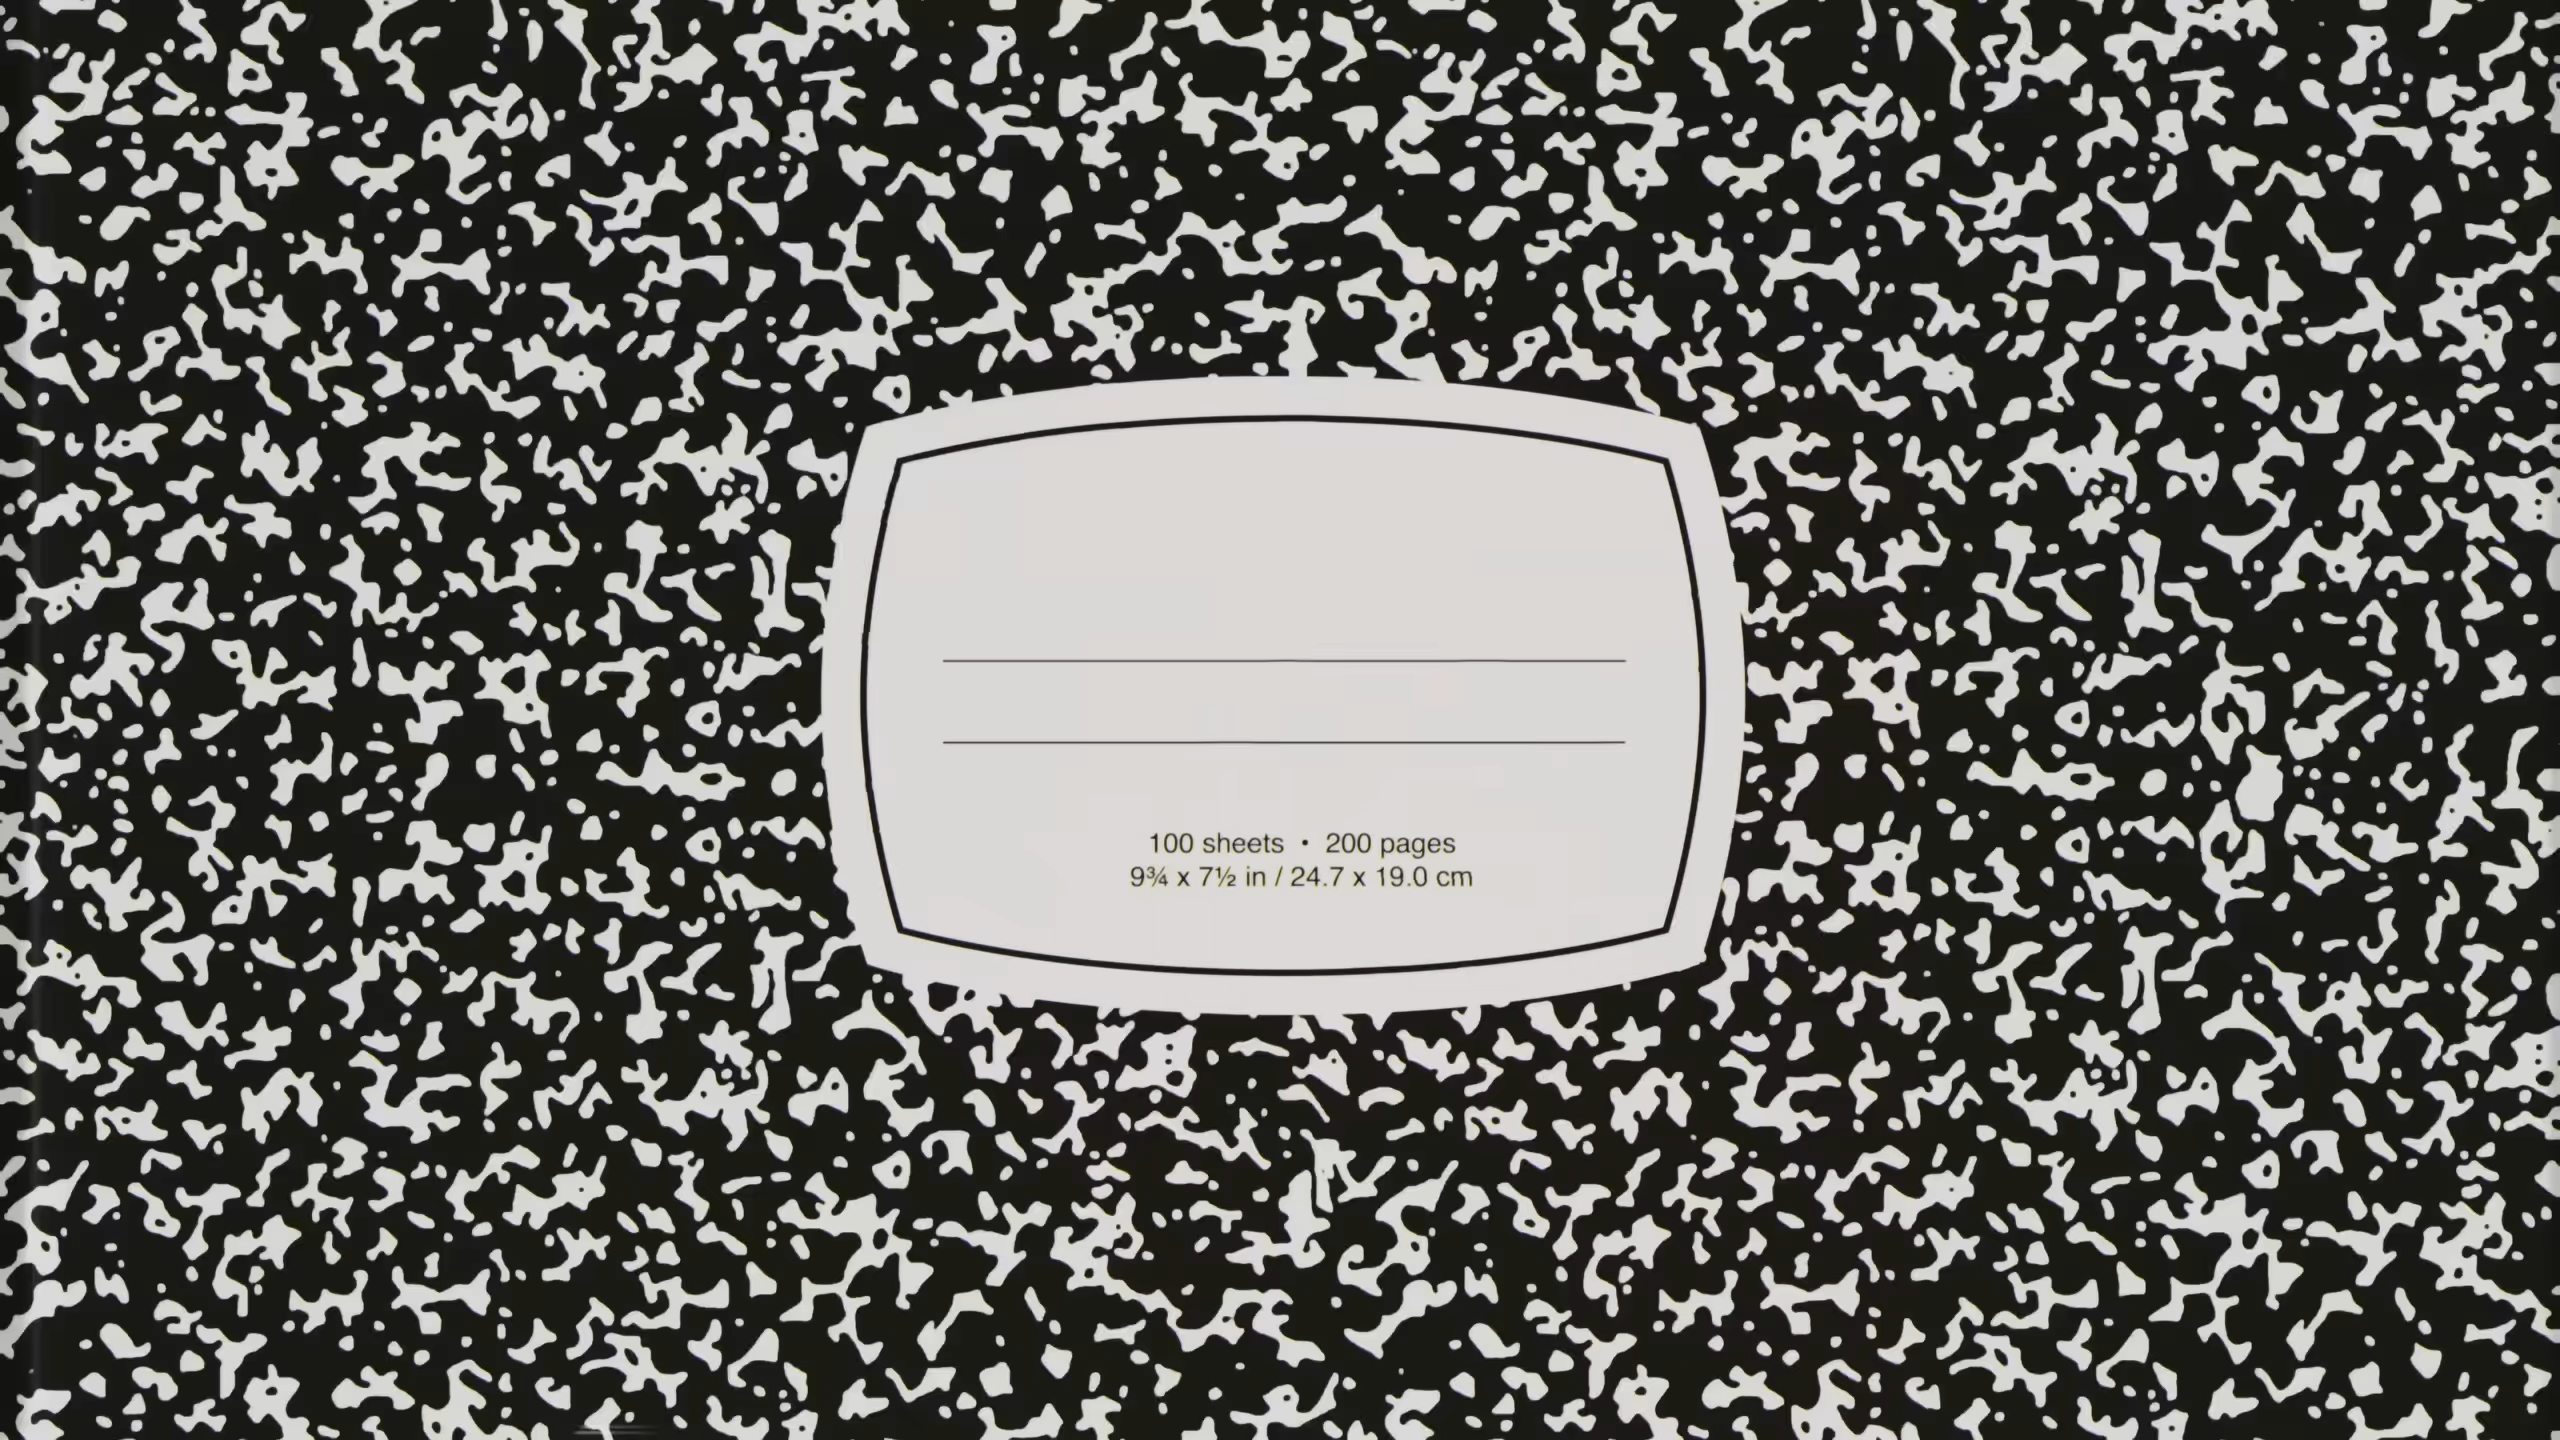 100 sheets • 200 pages
9¾ x 7½ in / 24.7 x 19.0 cm